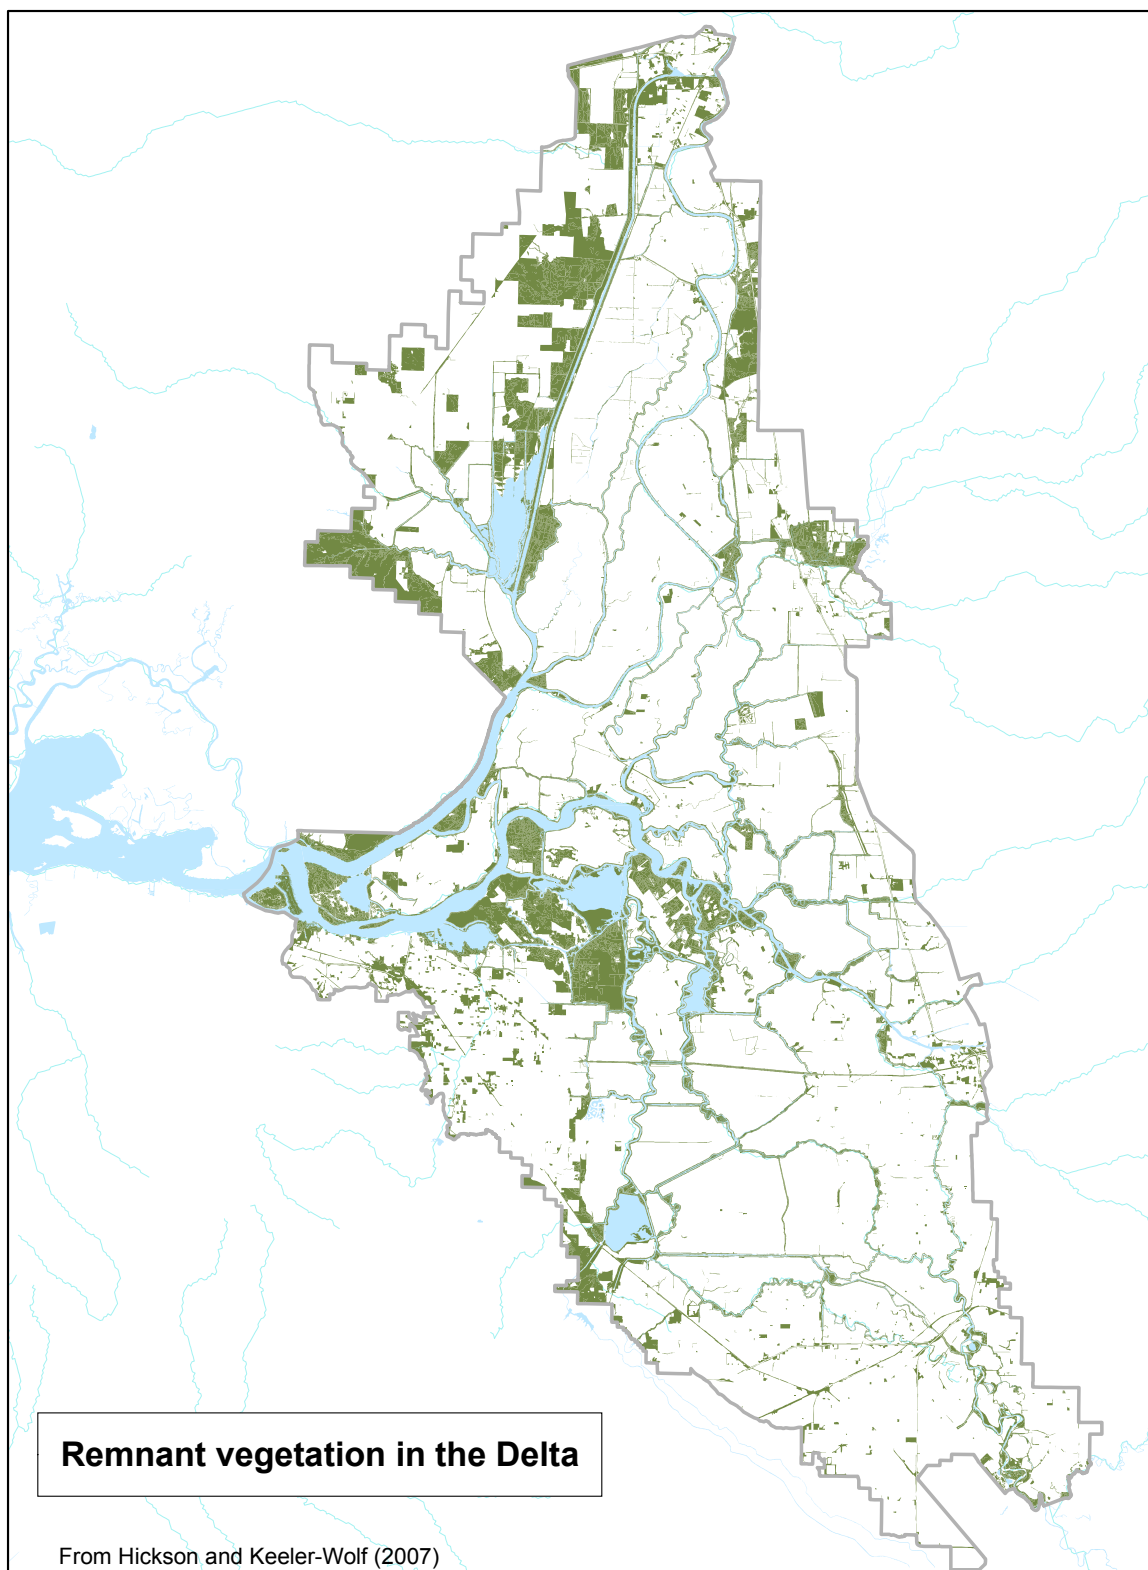 Remnant vegetation in the Delta
From Hickson and Keeler-Wolf (2007)